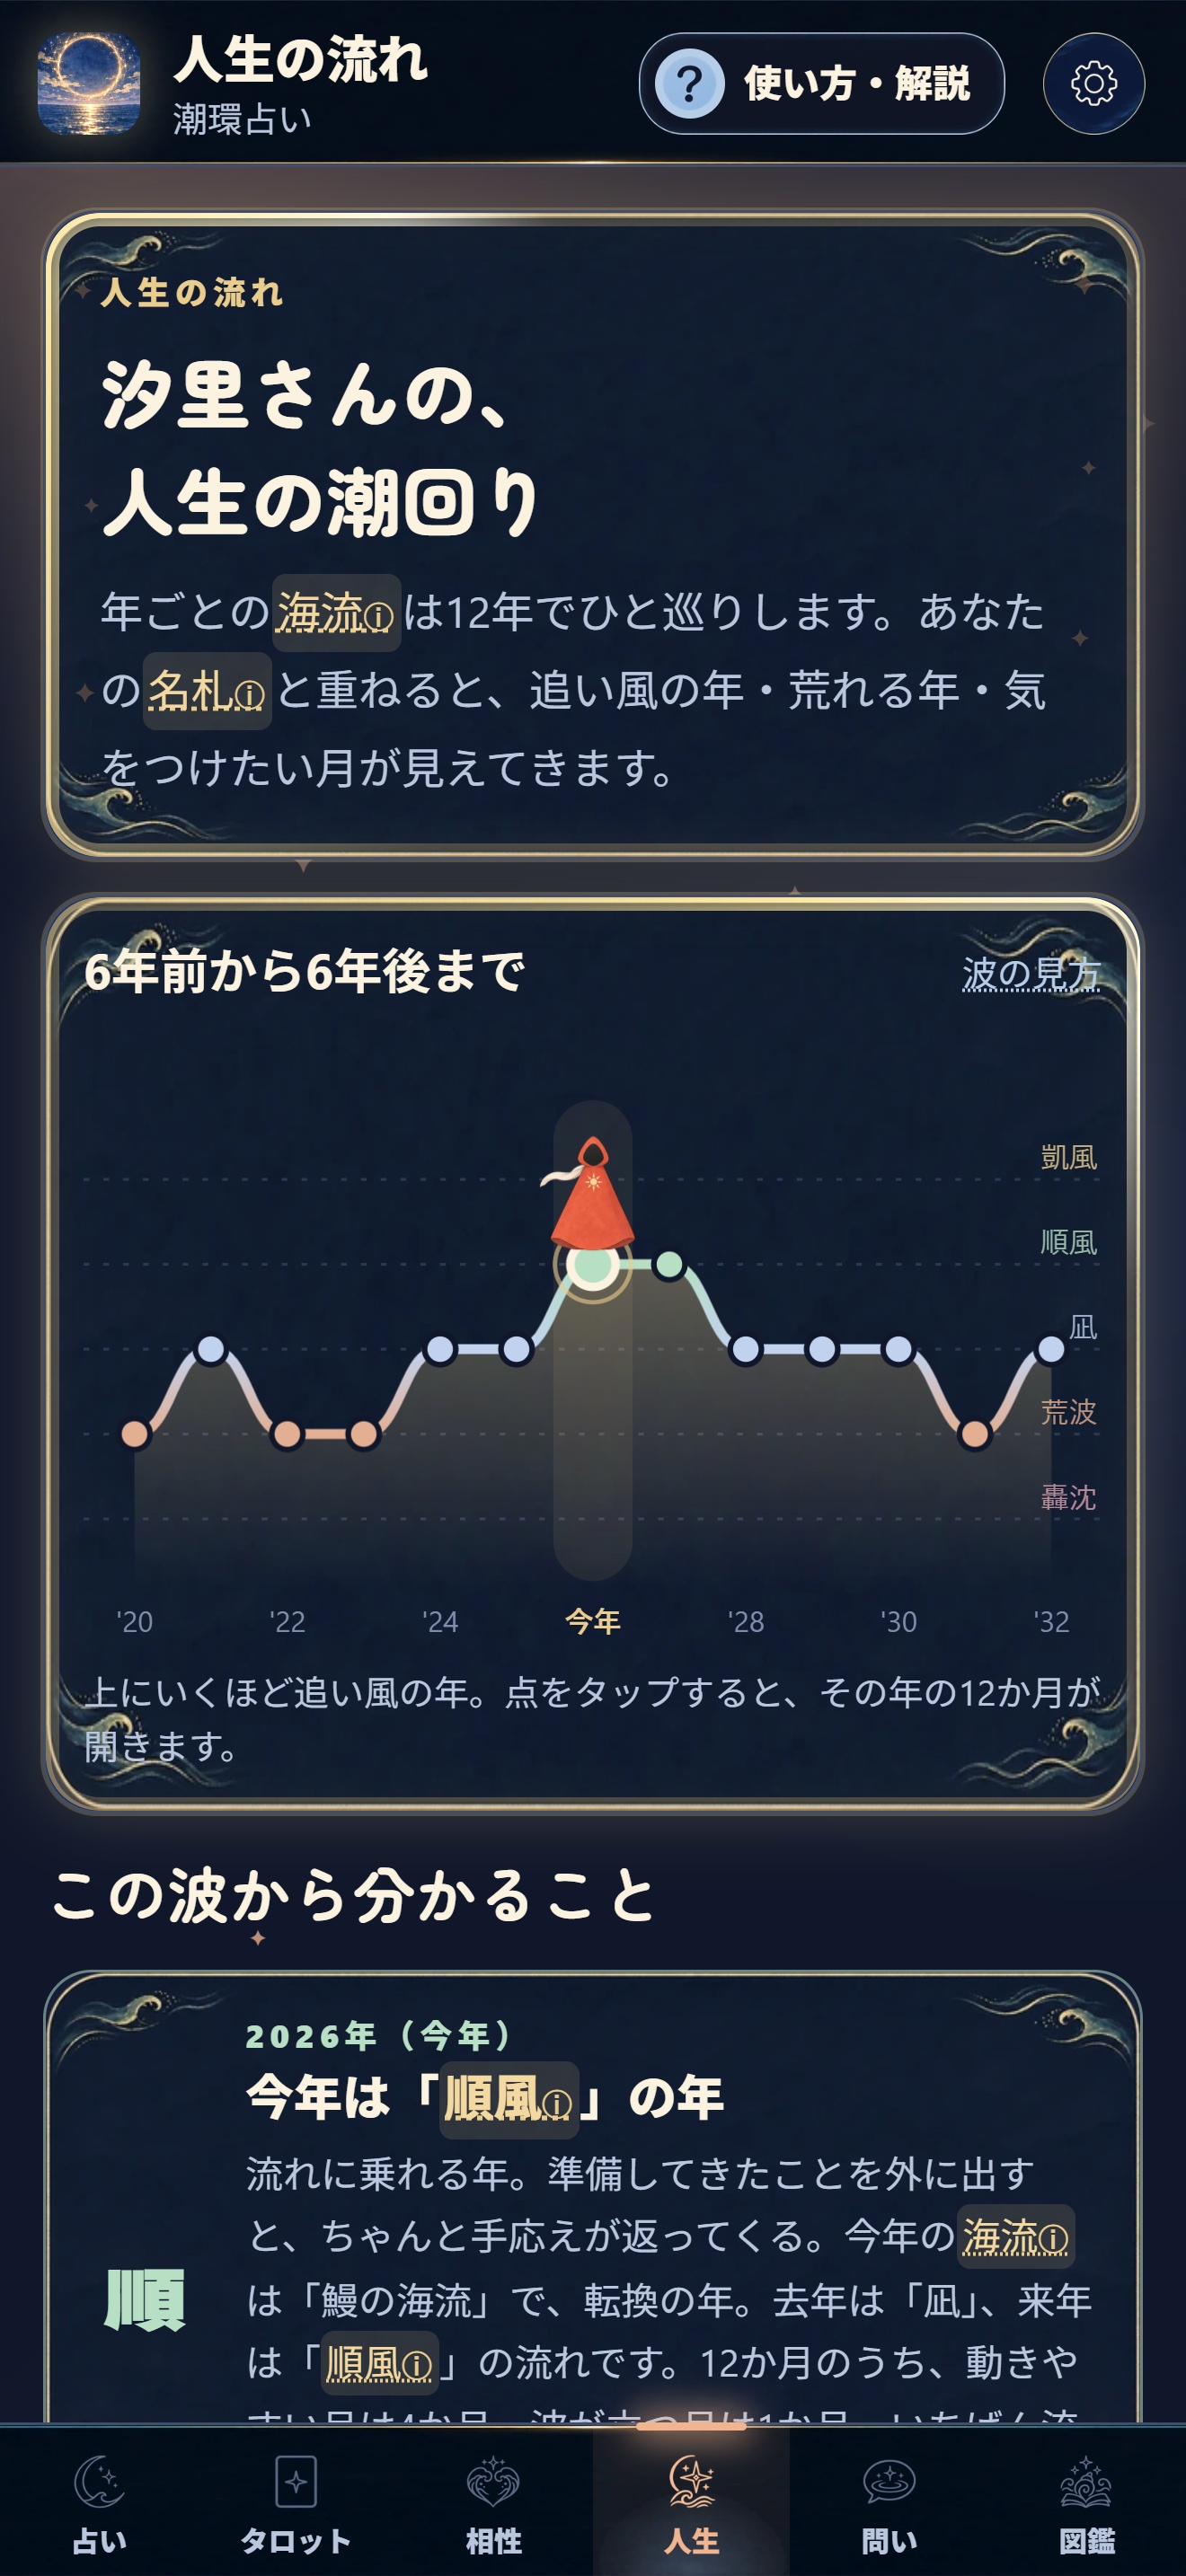 人生の流れ
潮環占い
? 使い方・解説
人生の流れ
汐里さんの、
人生の潮回り
年ごとの海流ⓘは12年でひと巡りします。あなた
の名札ⓘと重ねると、追い風の年・荒れる年・気
をつけたい月が見えてきます。
6年前から6年後まで
波の見方
凱風
順風
凪
荒波
轟沈
'20 '22 '24 今年 '28 '30 '32
上にいくほど追い風の年。点をタップすると、その年の12か月が
開きます。
この波から分かること
2026年（今年）
今年は「順風ⓘ」の年
順
流れに乗れる年。準備してきたことを外に出す
と、ちゃんと手応えが返ってくる。今年の海流ⓘ
は「鰻の海流」で、転換の年。去年は「凪」、来年
は「順風ⓘ」の流れです。12か月のうち、動きや
占い タロット 相性 人生 問い 図鑑